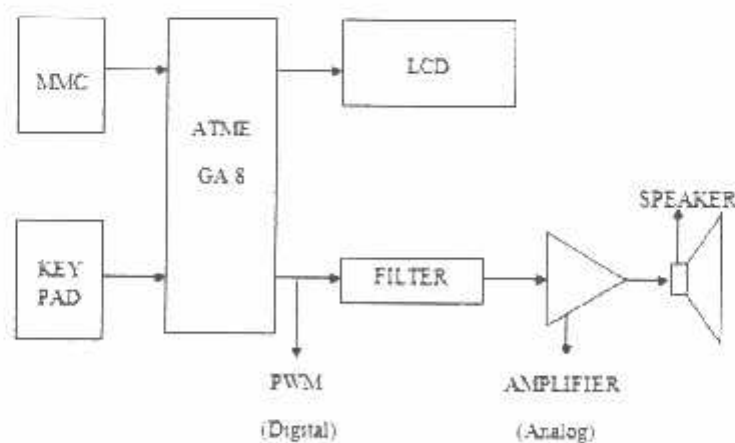 MMC
ATME
GA 8
LCD
KEY
PAD
FILTER
SPEAKER
PWM
(Digital)
AMPLIFIER
(Analog)